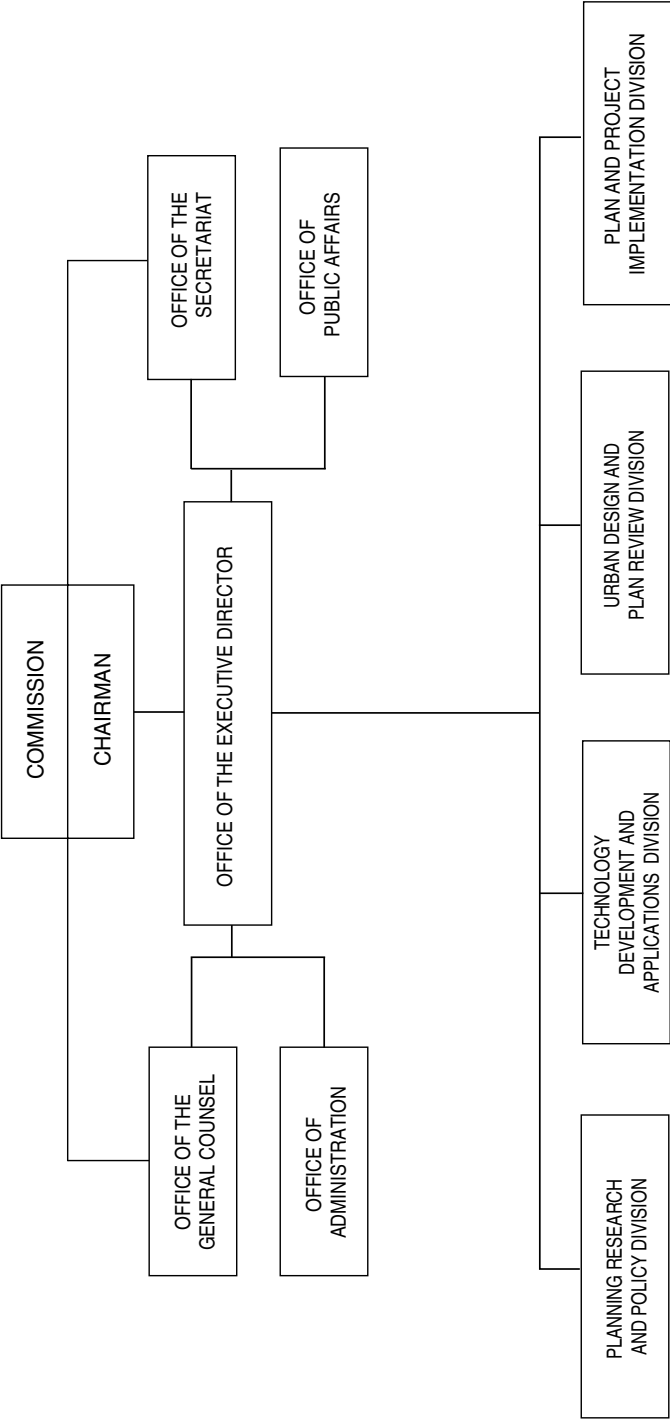 COMMISSION
CHAIRMAN
OFFICE OF THE
GENERAL COUNSEL
OFFICE OF THE
SECRETARIAT
OFFICE OF THE EXECUTIVE DIRECTOR
OFFICE OF
ADMINISTRATION
OFFICE OF
PUBLIC AFFAIRS
PLANNING RESEARCH
AND POLICY DIVISION
TECHNOLOGY
DEVELOPMENT AND
APPLICATIONS DIVISION
URBAN DESIGN AND
PLAN REVIEW DIVISION
PLAN AND PROJECT
IMPLEMENTATION DIVISION